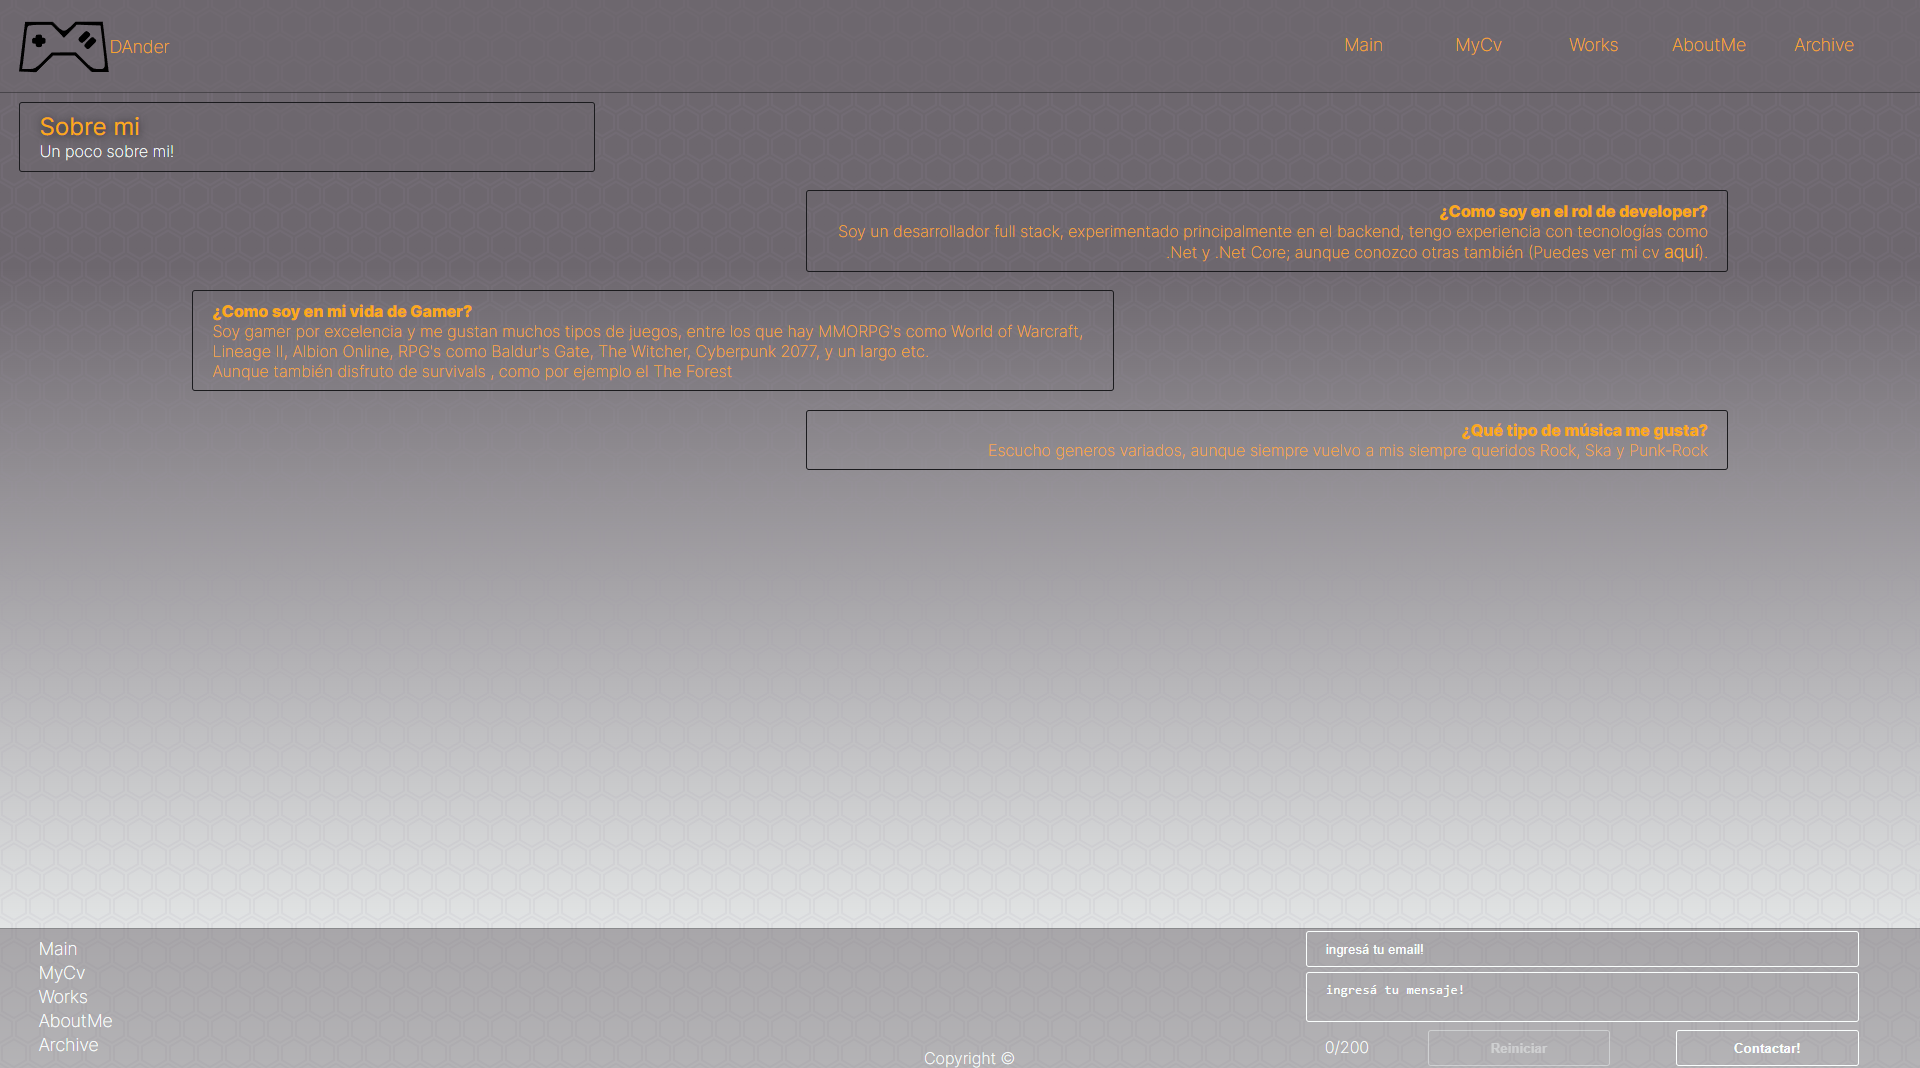 DAnder
Main
MyCv
Works
AboutMe
Archive
Sobre mi
Un poco sobre mi!
¿Como soy en el rol de developer?
Soy un desarrollador full stack, experimentado principalmente en el backend, tengo experiencia con tecnologías como
.Net y .Net Core; aunque conozco otras también (Puedes ver mi cv aquí).
¿Como soy en mi vida de Gamer?
Soy gamer por excelencia y me gustan muchos tipos de juegos, entre los que hay MMORPG's como World of Warcraft,
Lineage II, Albion Online, RPG's como Baldur's Gate, The Witcher, Cyberpunk 2077, y un largo etc.
Aunque también disfruto de survivals , como por ejemplo el The Forest
¿Qué tipo de música me gusta?
Escucho generos variados, aunque siempre vuelvo a mis siempre queridos Rock, Ska y Punk-Rock
Main
MyCv
Works
AboutMe
Archive
Copyright ©
ingresá tu email!
ingresá tu mensaje!
0/200
Reiniciar
Contactar!